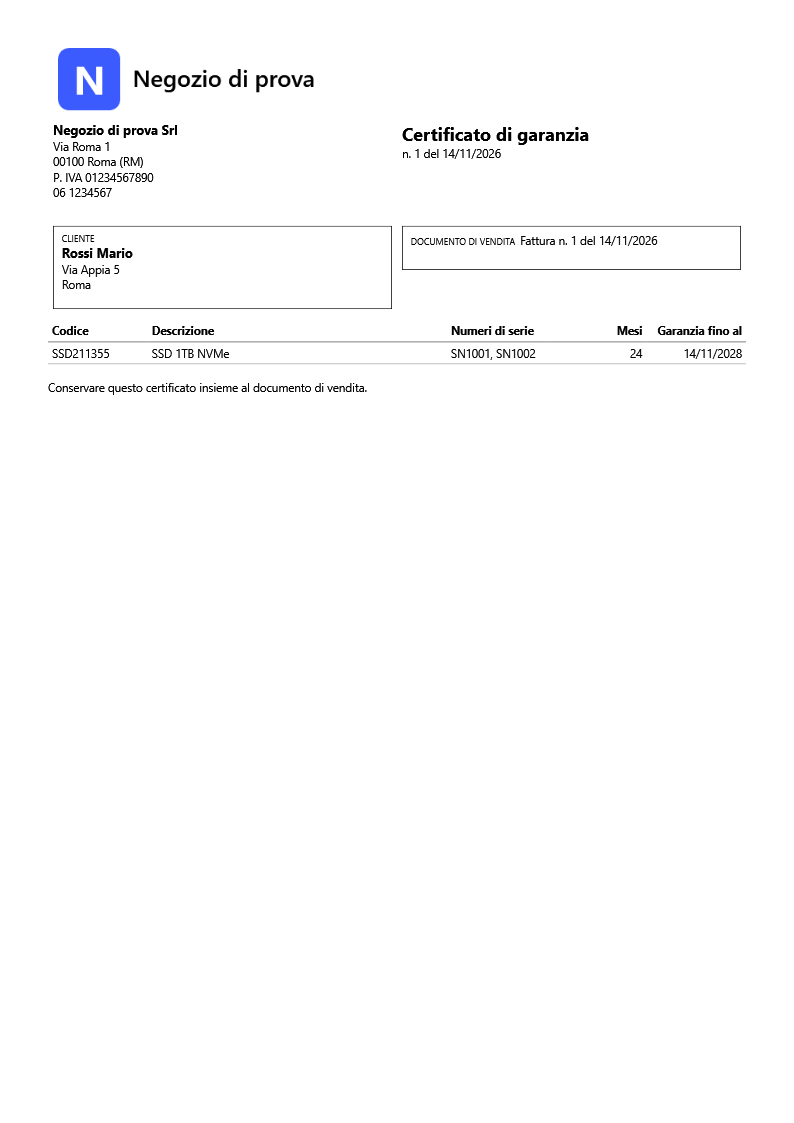 N Negozio di prova
Negozio di prova Srl
Via Roma 1
00100 Roma (RM)
P. IVA 01234567890
06 1234567
Certificato di garanzia
n. 1 del 14/11/2026
CLIENTE
Rossi Mario
Via Appia 5
Roma
DOCUMENTO DI VENDITA Fattura n. 1 del 14/11/2026
Codice Descrizione Numeri di serie Mesi Garanzia fino al
SSD211355 SSD 1TB NVMe SN1001, SN1002 24 14/11/2028
Conservare questo certificato insieme al documento di vendita.